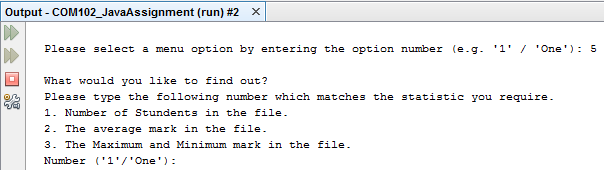 Output - COM102_JavaAssignment (run) #2
Please select a menu option by entering the option number (e.g. '1' / 'One'): 5
What would you like to find out?
Please type the following number which matches the statistic you require.
1. Number of Stundents in the file.
2. The average mark in the file.
3. The Maximum and Minimum mark in the file.
Number ('1'/'One'):